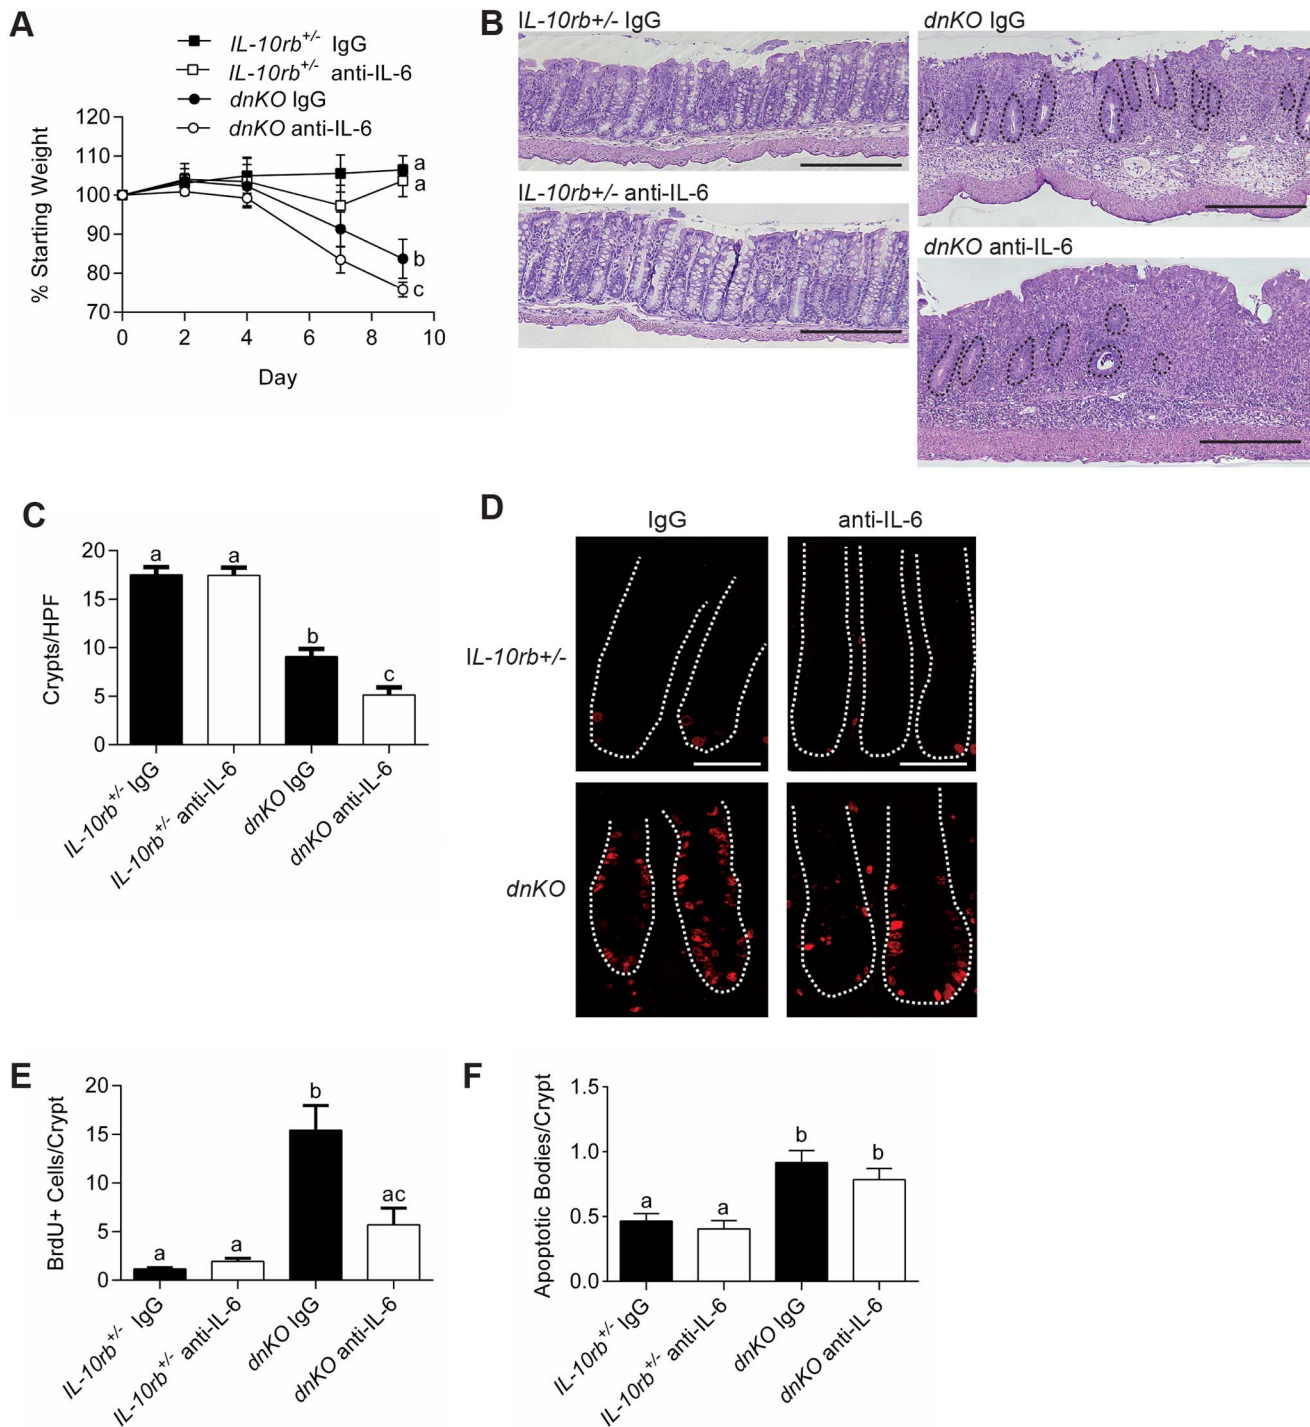 A
IL-10rb+/- IgG
IL-10rb+/- anti-IL-6
dnKO IgG
dnKO anti-IL-6
120
110
100
90
80
70
% Starting Weight
a
a
b
c
0 2 4 6 8 10
Day
B
IL-10rb+/- IgG
dnKO IgG
IL-10rb+/- anti-IL-6
dnKO anti-IL-6
C
20
15
10
5
0
Crypts/HPF
a a b c
IL-10rb+/- IgG
IL-10rb+/- anti-IL-6
dnKO IgG
dnKO anti-IL-6
D
IgG anti-IL-6
IL-10rb+/-
dnKO
E
20
15
10
5
0
BrdU+ Cells/Crypt
a a b ac
IL-10rb+/- IgG
IL-10rb+/- anti-IL-6
dnKO IgG
dnKO anti-IL-6
F
1.5
1.0
0.5
0.0
Apoptotic Bodies/Crypt
a a b b
IL-10rb+/- IgG
IL-10rb+/- anti-IL-6
dnKO IgG
dnKO anti-IL-6